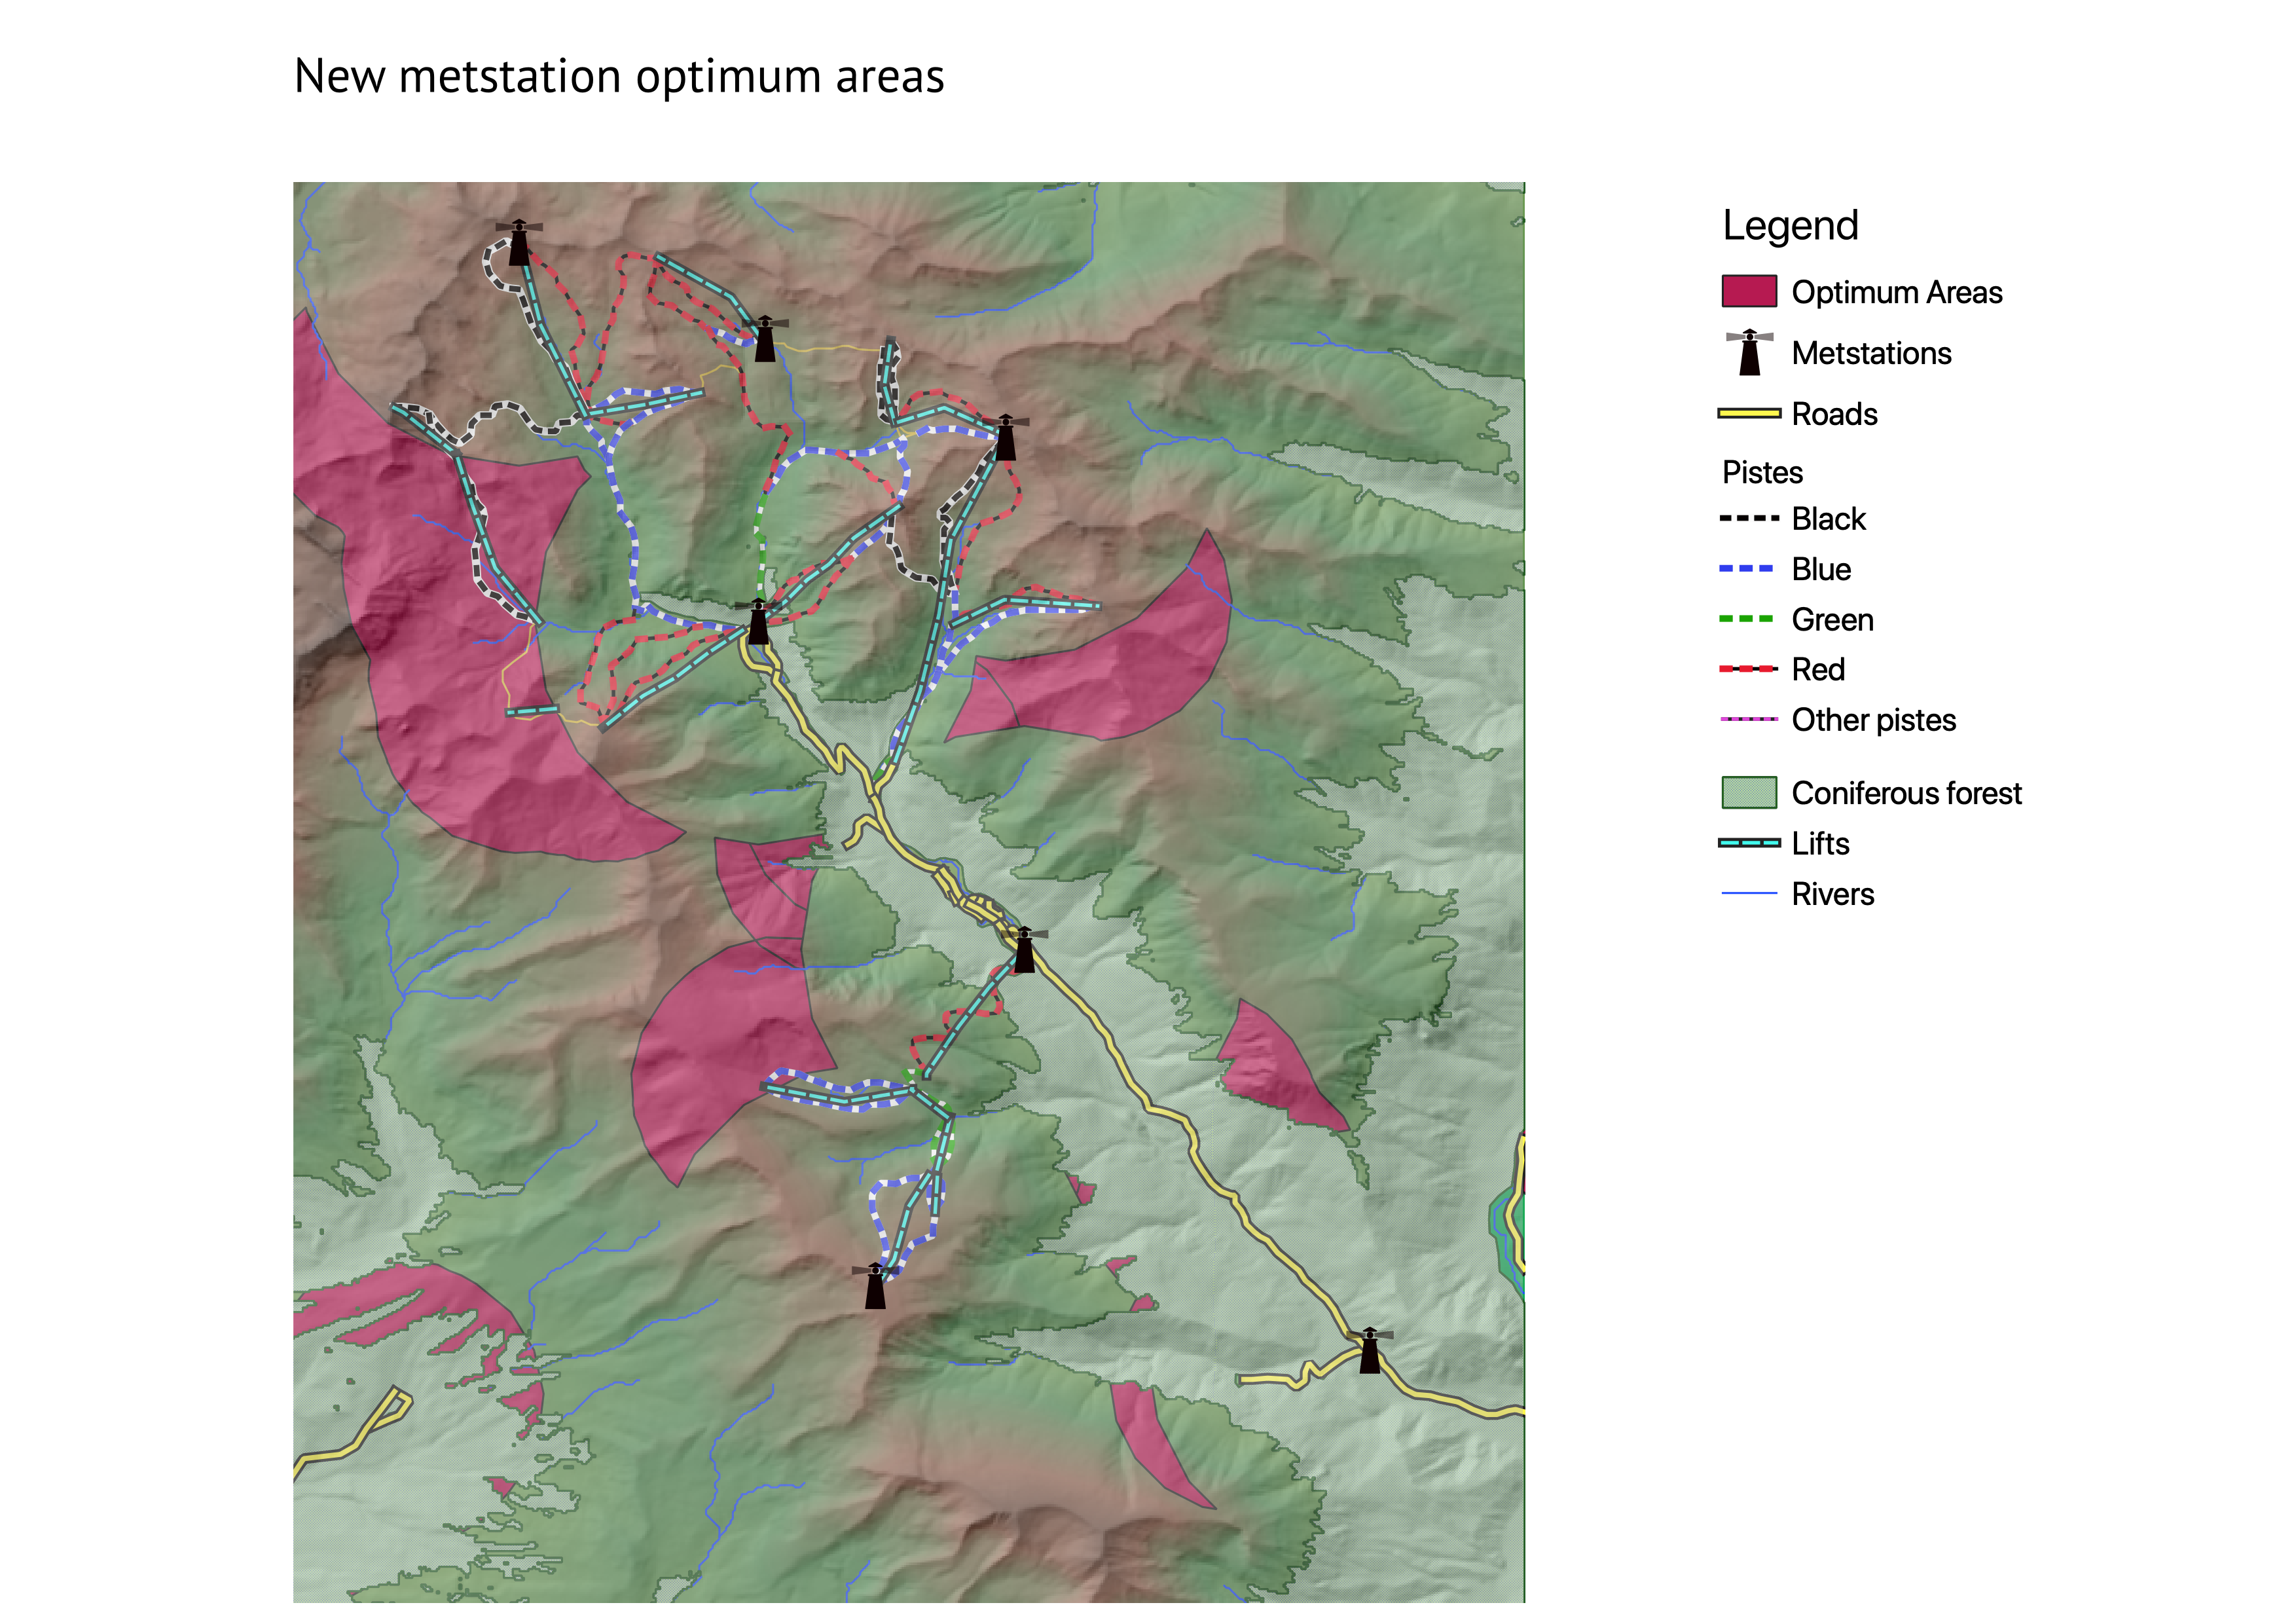 New metstation optimum areas
Legend
Optimum Areas
Metstations
Roads
Pistes
Black
Blue
Green
Red
Other pistes
Coniferous forest
Lifts
Rivers